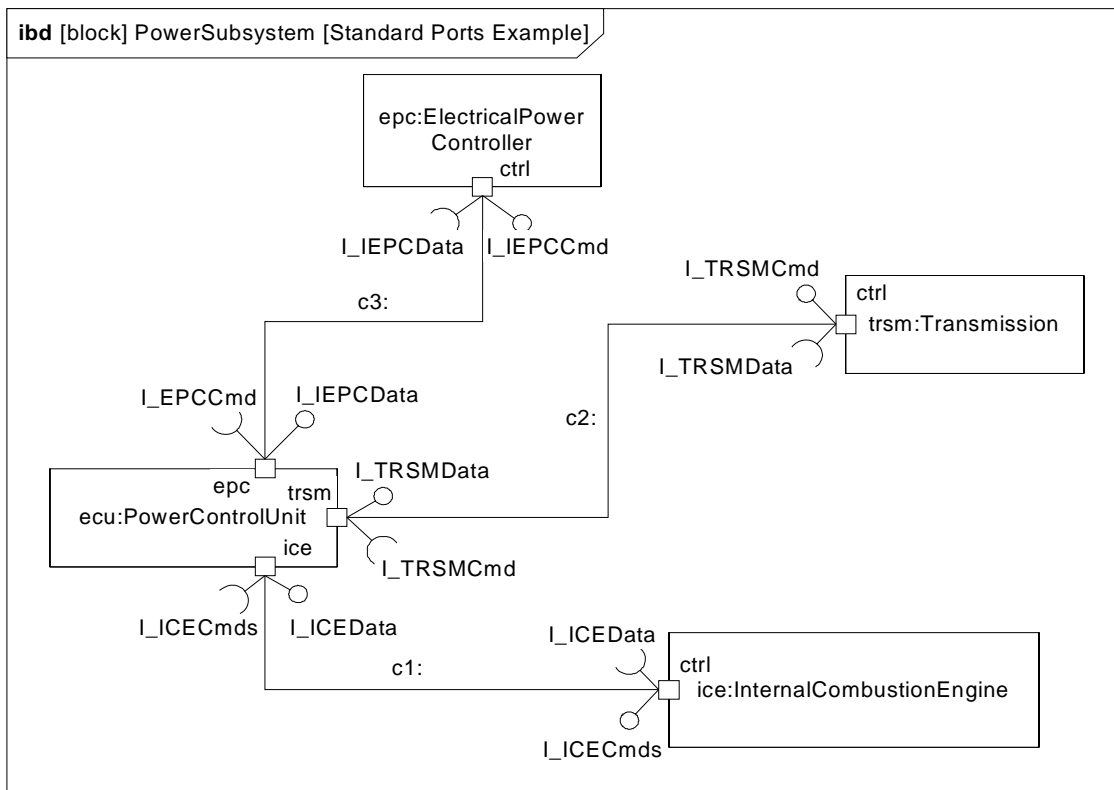 ibd [block] PowerSubsystem [Standard Ports Example]
epc:ElectricalPower
Controller
ctrl
I_IEPCData
I_IEPCCmd
c3:
I_TRSMCmd
ctrl
trsm:Transmission
I_TRSMData
I_EPCCmd
I_IEPCData
c2:
epc
trsm
I_TRSMData
ecu:PowerControlUnit
ice
I_TRSMCmd
I_ICECmds
I_ICEData
c1:
I_ICEData
ctrl
ice:InternalCombustionEngine
I_ICECmds